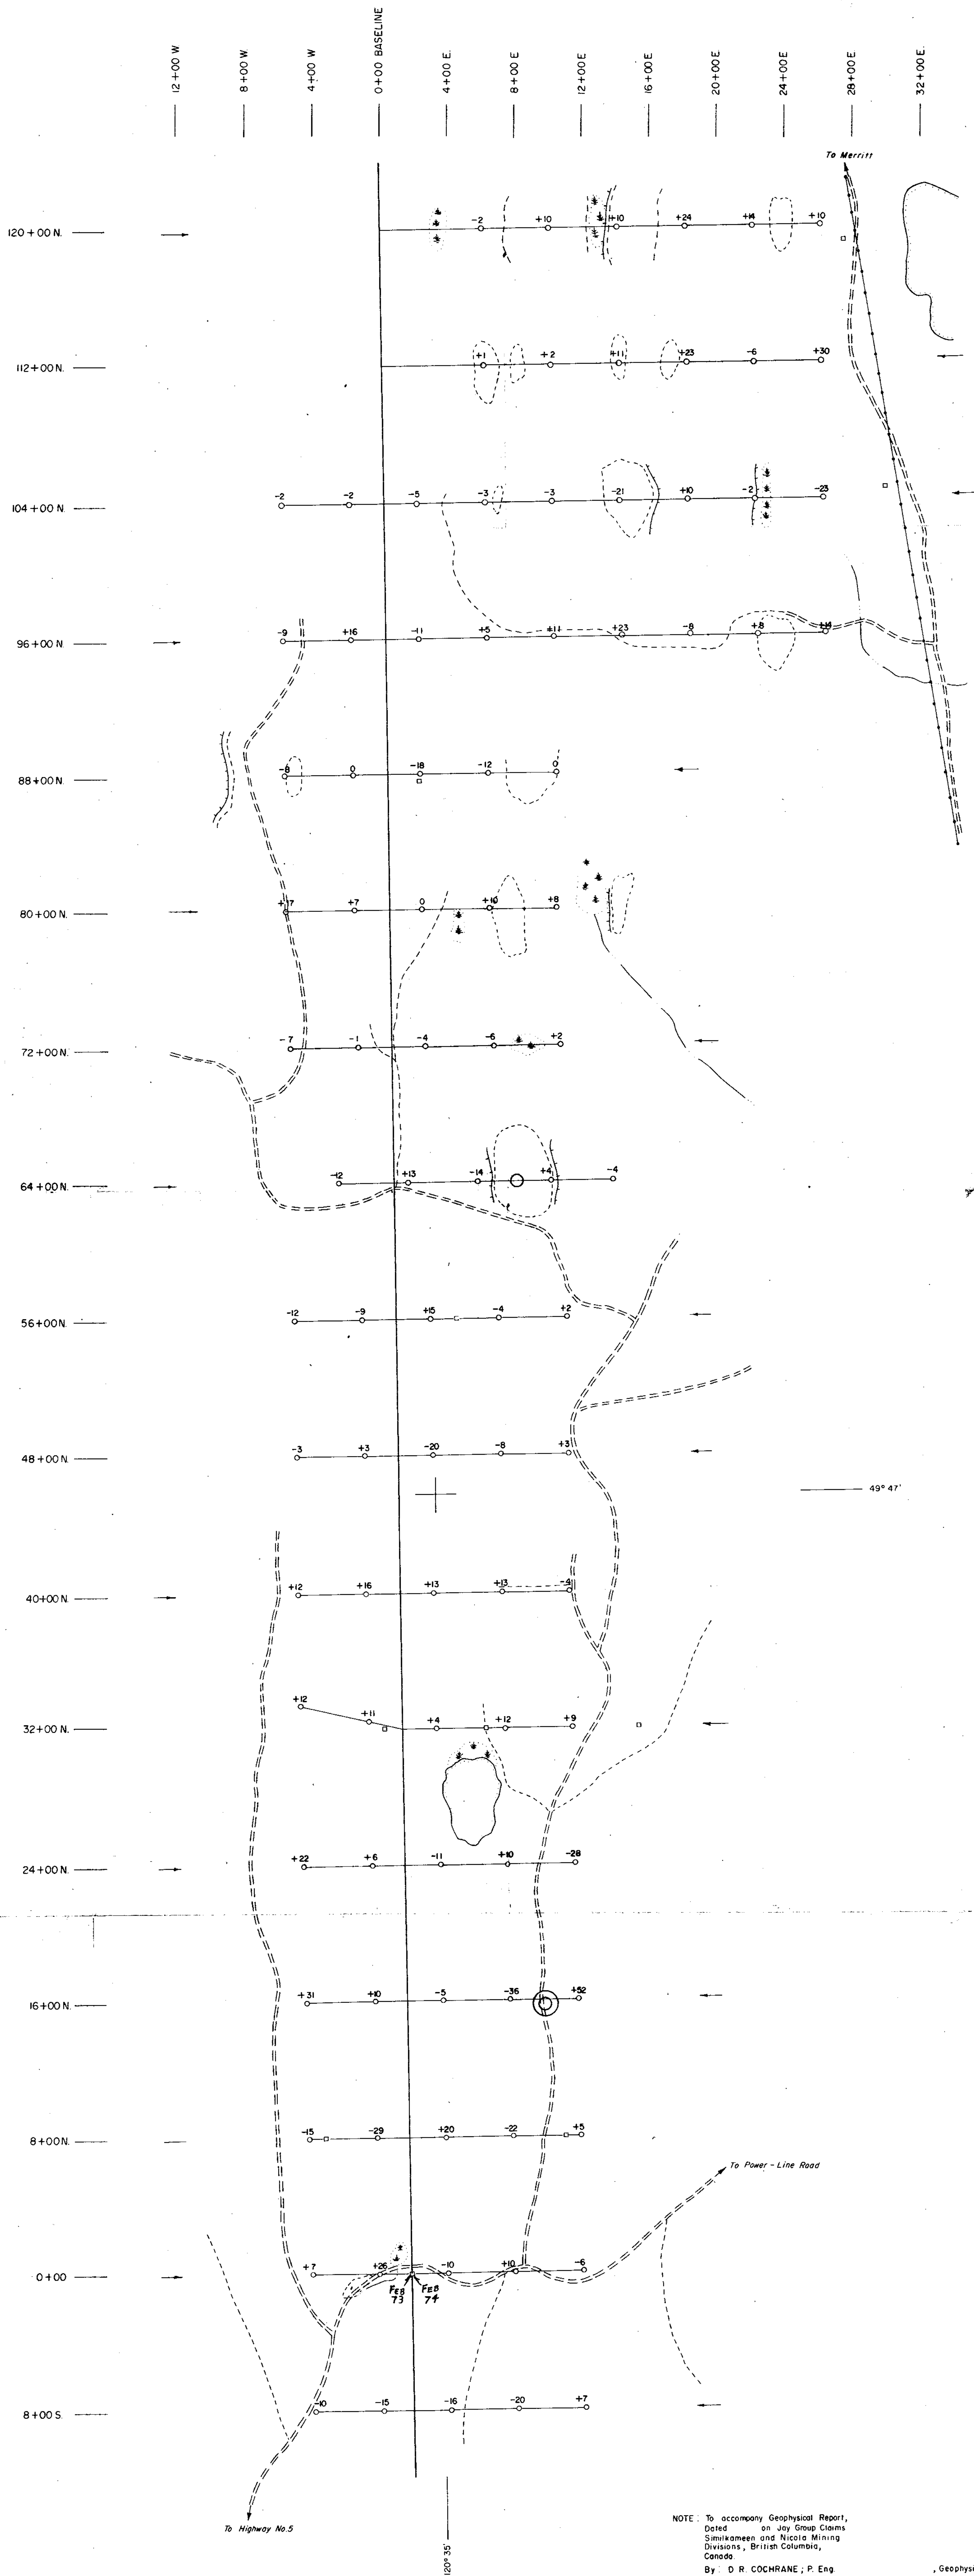 12+00 W
8+00 W
4+00 W
0+00 BASELINE
4+00 E.
8+00 E
12+00 E
16+00 E
20+00 E
24+00 E
28+00 E
32+00 E.
To Merritt
120 + 00 N.
-2 +10 +10 +24 +14 +10
112+00 N.
+1 +2 +11 +23 -6 +30
104 + 00 N.
-2 -2 -5 -3 -3 -21 +10 -2 -23
96+00 N.
-9 +16 -11 +5 +11 +23 -8 +8 +14
88+00 N.
-8 0 -18 -12 0
80+00 N.
+17 +7 0 +10 +8
72+00 N.
-7 -1 -4 -6 +2
64+00 N.
-12 +13 -14 +4 -4
56+00 N.
-12 -9 +15 -4 +2
48+00 N.
-3 +3 -20 -8 +3
49° 47'
40+00 N.
+12 +16 +13 +13 -4
32+00 N.
+12 +11 +4 +12 +9
24+00 N.
+22 +6 -11 +10 -28
16+00 N.
+31 +10 -5 -36 +52
8+00 N.
-15 -29 +20 -22 +5
To Power - Line Road
0+00
+7 +26 -10 +10 -6
FEB 73
FEB 74
8+00 S.
-10 -15 -16 -20 +7
To Highway No.5
120° 35'
NOTE : To accompany Geophysical Report,
Dated on Jay Group Claims
Similkameen and Nicola Mining
Divisions, British Columbia,
Canada.
By : D. R. COCHRANE ; P. Eng. , Geophysi